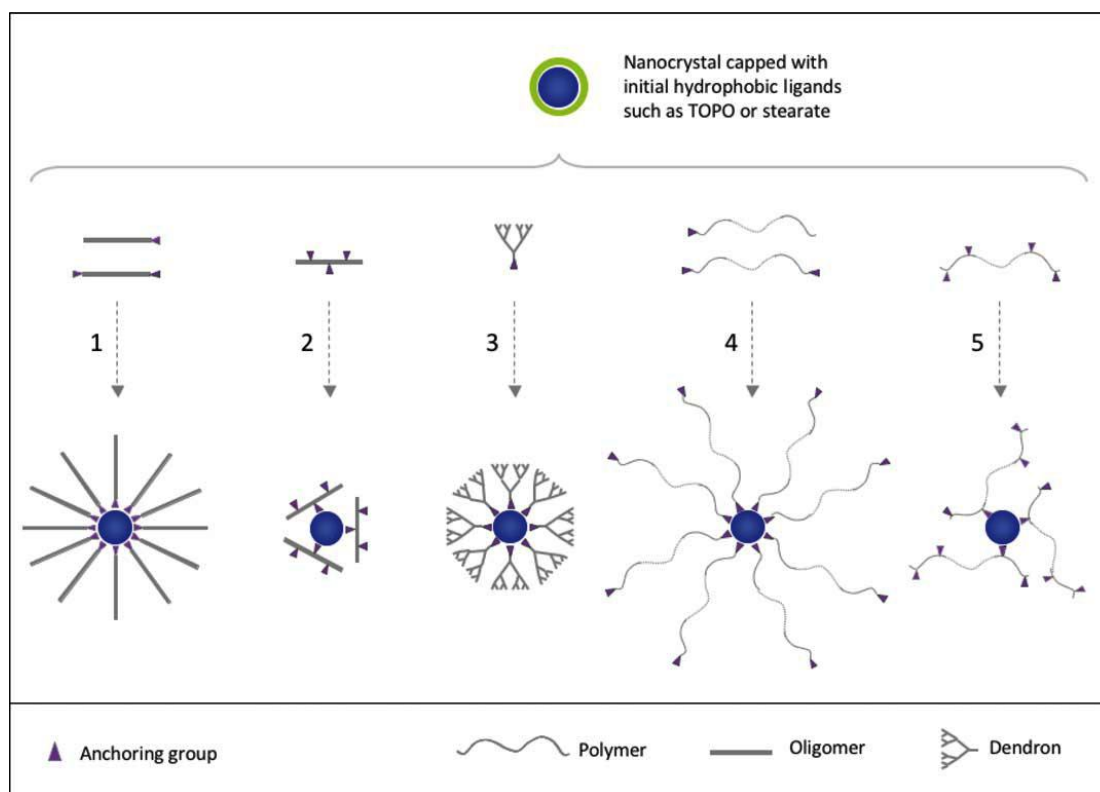 Nanocrystal capped with
initial hydrophobic ligands
such as TOPO or stearate
1
2
3
4
5
Anchoring group
Polymer
Oligomer
Dendron